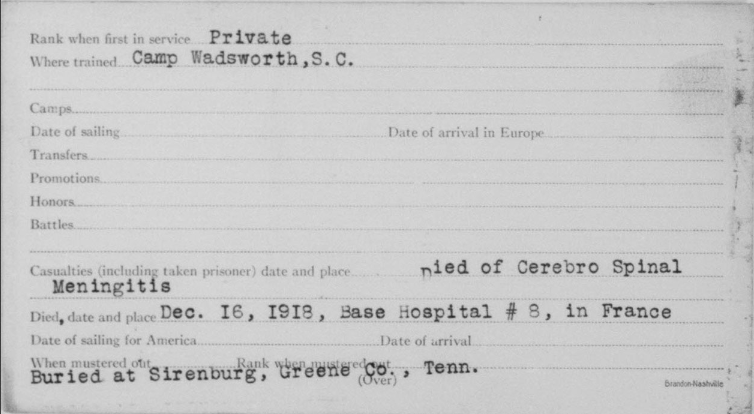 Rank when first in service Private
Where trained Camp Wadsworth,S.C.
Camps
Date of sailing Date of arrival in Europe
Transfers
Promotions
Honors
Battles
Casualties (including taken prisoner) date and place Died of Cerebro Spinal
Meningitis
Died, date and place Dec. I6, I9I8, Base Hospital # 8, in France
Date of sailing for America Date of arrival
When mustered out Rank when mustered out
Buried at Sirenburg, Greene Co., Tenn.
(Over)
Brandon-Nashville